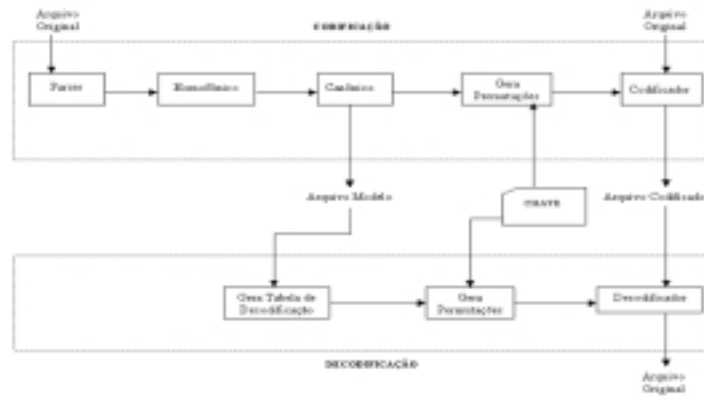 Arquivo
Original
Arquivo
Original
CODIFICAÇÃO
Parser
Homofônico
Canônico
Gera
Permutações
Codificador
Arquivo Modelo
CHAVE
Arquivo Codificado
Gera Tabela de
Decodificação
Gera
Permutações
Decodificador
DECODIFICAÇÃO
Arquivo
Original